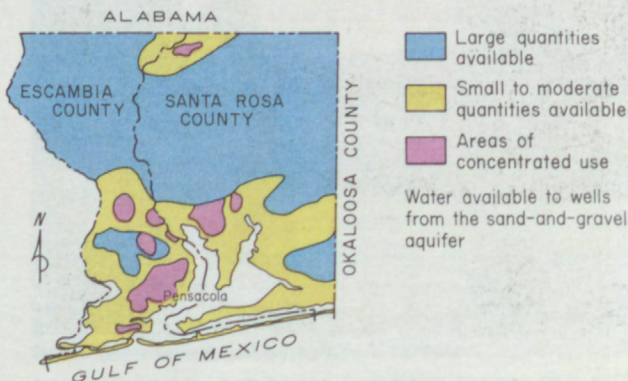 ALABAMA
ESCAMBIA
COUNTY
SANTA ROSA
COUNTY
OKALOOSA COUNTY
N
Pensacola
GULF OF MEXICO
Large quantities
available
Small to moderate
quantities available
Areas of
concentrated use
Water available to wells
from the sand-and-gravel
aquifer